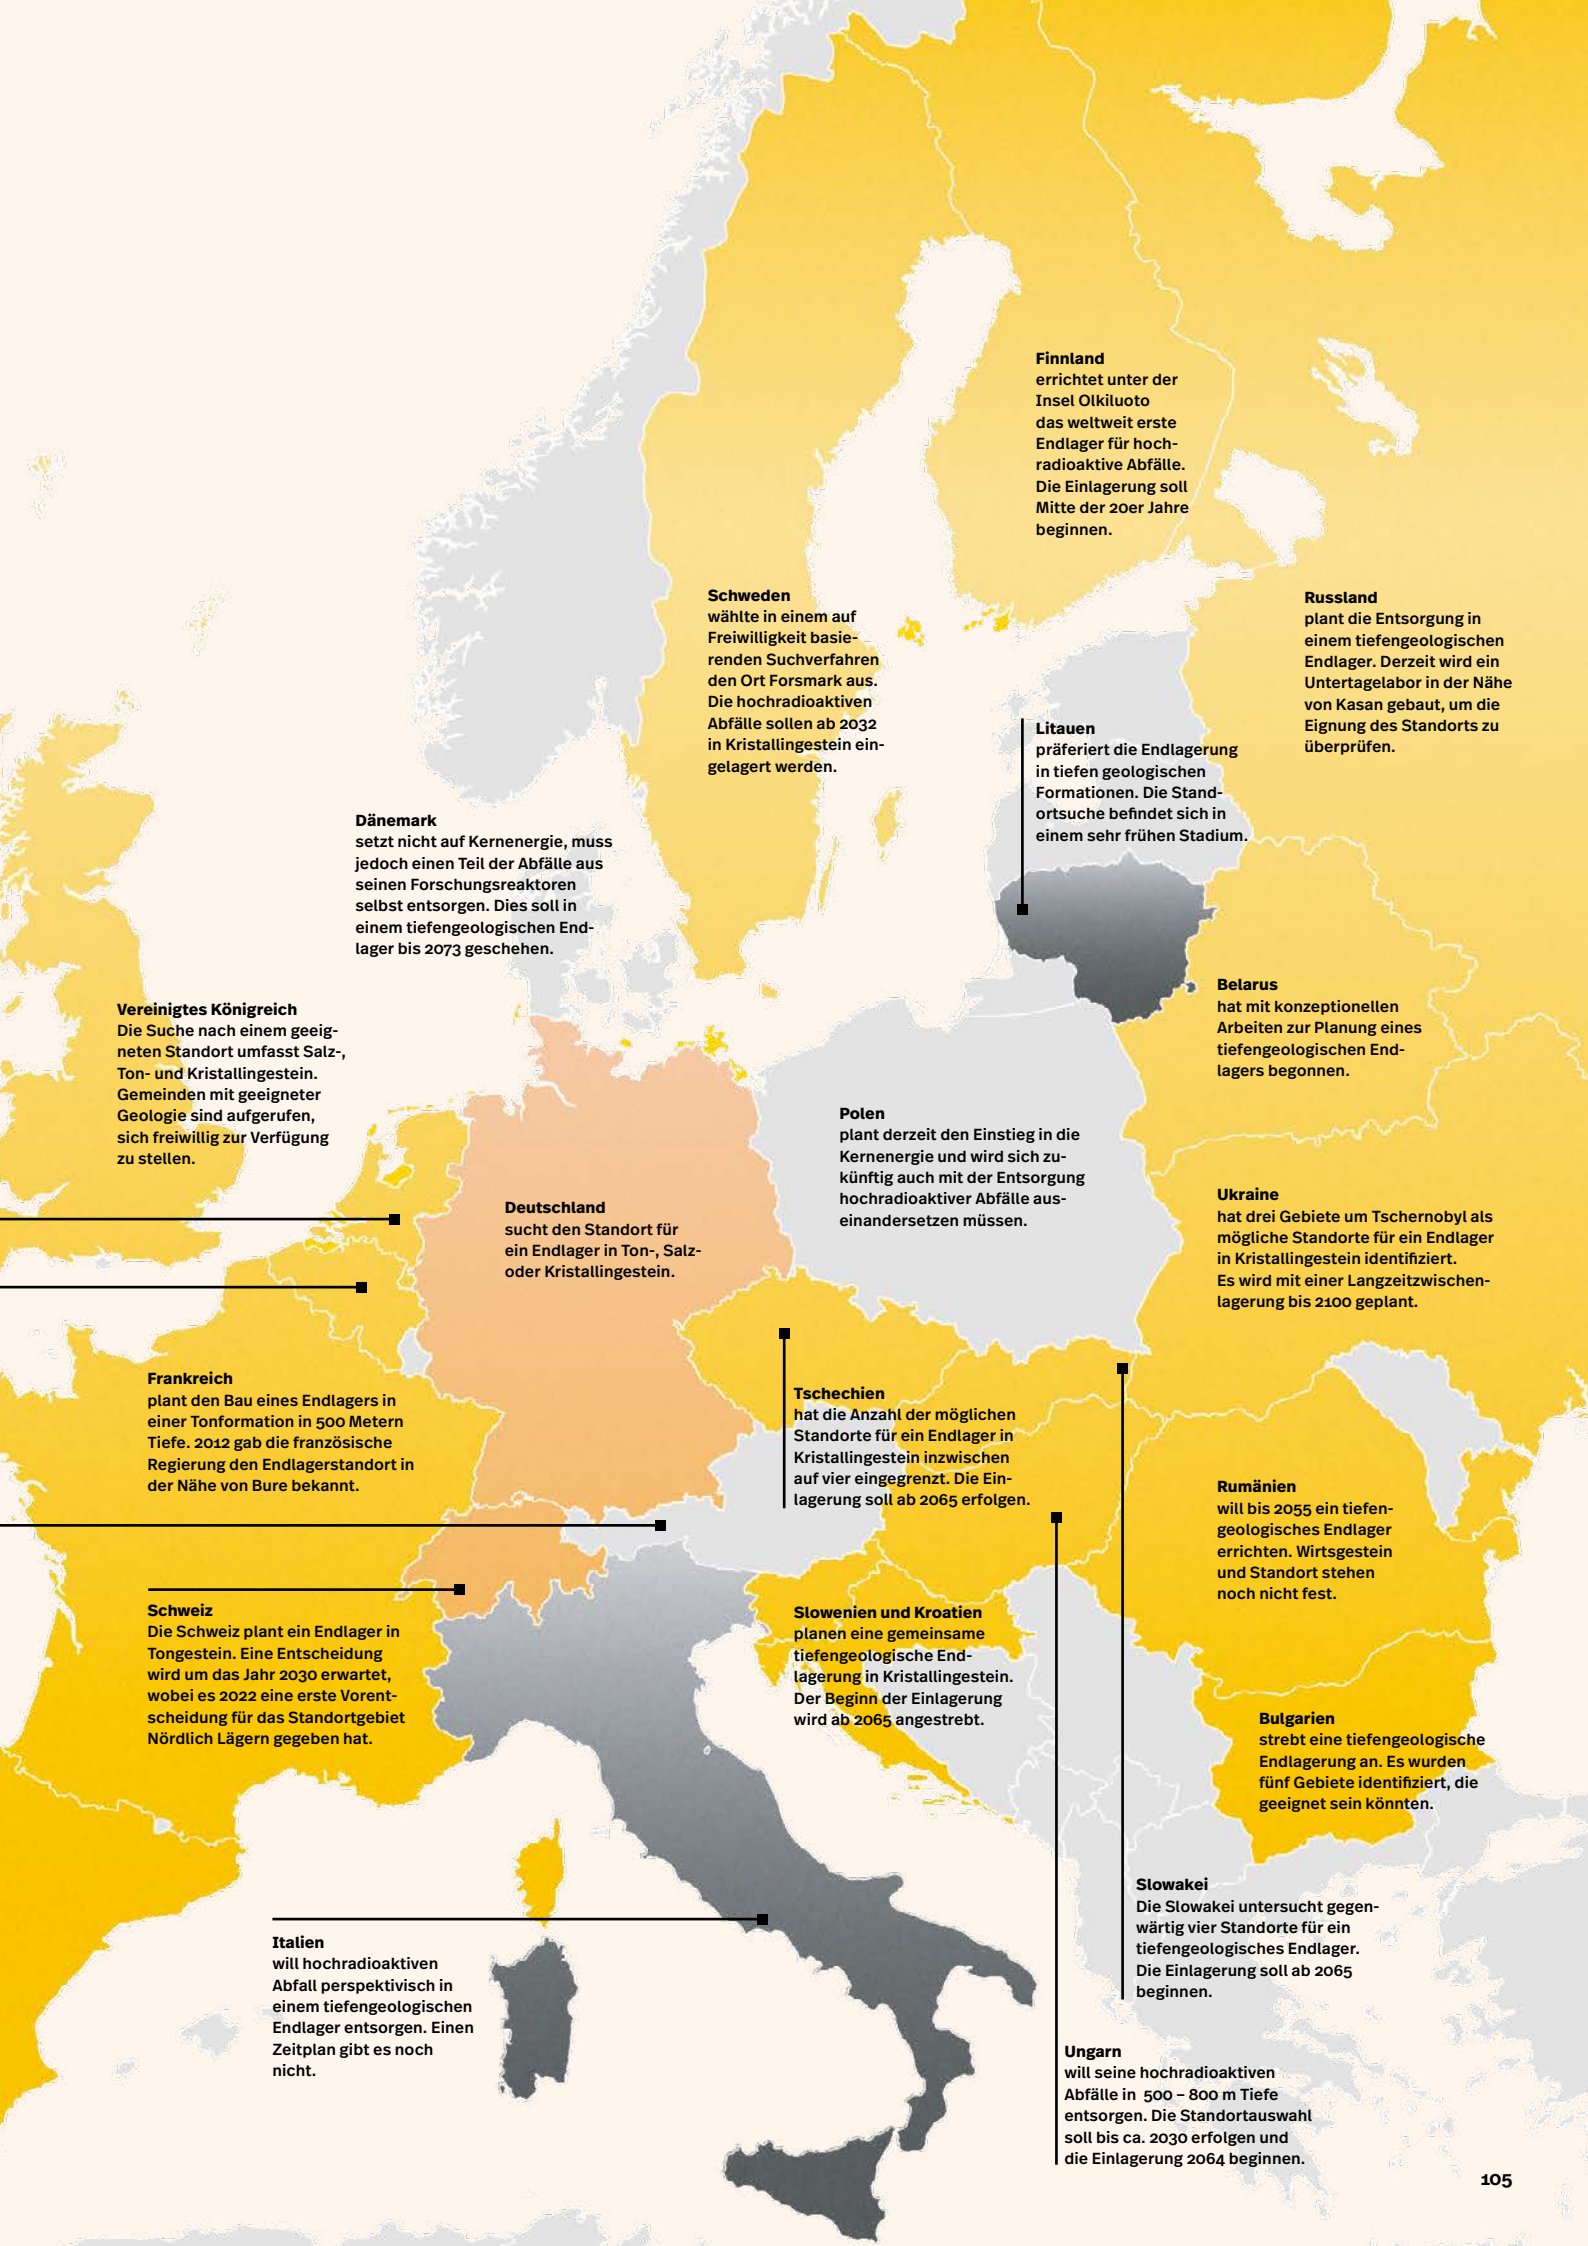 Finnland
errichtet unter der
Insel Olkiluoto
das weltweit erste
Endlager für hoch-
radioaktive Abfälle.
Die Einlagerung soll
Mitte der 20er Jahre
beginnen.
Schweden
wählte in einem auf
Freiwilligkeit basie-
renden Suchverfahren
den Ort Forsmark aus.
Die hochradioaktiven
Abfälle sollen ab 2032
in Kristallingestein ein-
gelagert werden.
Russland
plant die Entsorgung in
einem tiefengeologischen
Endlager. Derzeit wird ein
Untertagelabor in der Nähe
von Kasan gebaut, um die
Eignung des Standorts zu
überprüfen.
Litauen
präferiert die Endlagerung
in tiefen geologischen
Formationen. Die Stand-
ortsuche befindet sich in
einem sehr frühen Stadium.
Dänemark
setzt nicht auf Kernenergie, muss
jedoch einen Teil der Abfälle aus
seinen Forschungsreaktoren
selbst entsorgen. Dies soll in
einem tiefengeologischen End-
lager bis 2073 geschehen.
Belarus
hat mit konzeptionellen
Arbeiten zur Planung eines
tiefengeologischen End-
lagers begonnen.
Vereinigtes Königreich
Die Suche nach einem geeig-
neten Standort umfasst Salz-,
Ton- und Kristallingestein.
Gemeinden mit geeigneter
Geologie sind aufgerufen,
sich freiwillig zur Verfügung
zu stellen.
Polen
plant derzeit den Einstieg in die
Kernenergie und wird sich zu-
künftig auch mit der Entsorgung
hochradioaktiver Abfälle aus-
einandersetzen müssen.
Deutschland
sucht den Standort für
ein Endlager in Ton-, Salz-
oder Kristallingestein.
Ukraine
hat drei Gebiete um Tschernobyl als
mögliche Standorte für ein Endlager
in Kristallingestein identifiziert.
Es wird mit einer Langzeitzwischen-
lagerung bis 2100 geplant.
Frankreich
plant den Bau eines Endlagers in
einer Tonformation in 500 Metern
Tiefe. 2012 gab die französische
Regierung den Endlagerstandort in
der Nähe von Bure bekannt.
Tschechien
hat die Anzahl der möglichen
Standorte für ein Endlager in
Kristallingestein inzwischen
auf vier eingegrenzt. Die Ein-
lagerung soll ab 2065 erfolgen.
Rumänien
will bis 2055 ein tiefen-
geologisches Endlager
errichten. Wirtsgestein
und Standort stehen
noch nicht fest.
Schweiz
Die Schweiz plant ein Endlager in
Tongestein. Eine Entscheidung
wird um das Jahr 2030 erwartet,
wobei es 2022 eine erste Vorent-
scheidung für das Standortgebiet
Nördlich Lägern gegeben hat.
Slowenien und Kroatien
planen eine gemeinsame
tiefengeologische End-
lagerung in Kristallingestein.
Der Beginn der Einlagerung
wird ab 2065 angestrebt.
Bulgarien
strebt eine tiefengeologische
Endlagerung an. Es wurden
fünf Gebiete identifiziert, die
geeignet sein könnten.
Slowakei
Die Slowakei untersucht gegen-
wärtig vier Standorte für ein
tiefengeologisches Endlager.
Die Einlagerung soll ab 2065
beginnen.
Italien
will hochradioaktiven
Abfall perspektivisch in
einem tiefengeologischen
Endlager entsorgen. Einen
Zeitplan gibt es noch
nicht.
Ungarn
will seine hochradioaktiven
Abfälle in 500 – 800 m Tiefe
entsorgen. Die Standortauswahl
soll bis ca. 2030 erfolgen und
die Einlagerung 2064 beginnen.
105